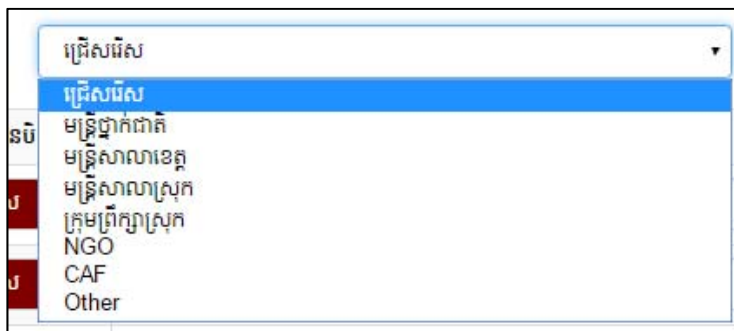 ជ្រើសរើស
ជ្រើសរើស
មន្ត្រីថ្នាក់ជាតិ
មន្ត្រីសាលាខេត្ត
មន្ត្រីសាលាស្រុក
ក្រុមព្រឹក្សាស្រុក
NGO
CAF
Other